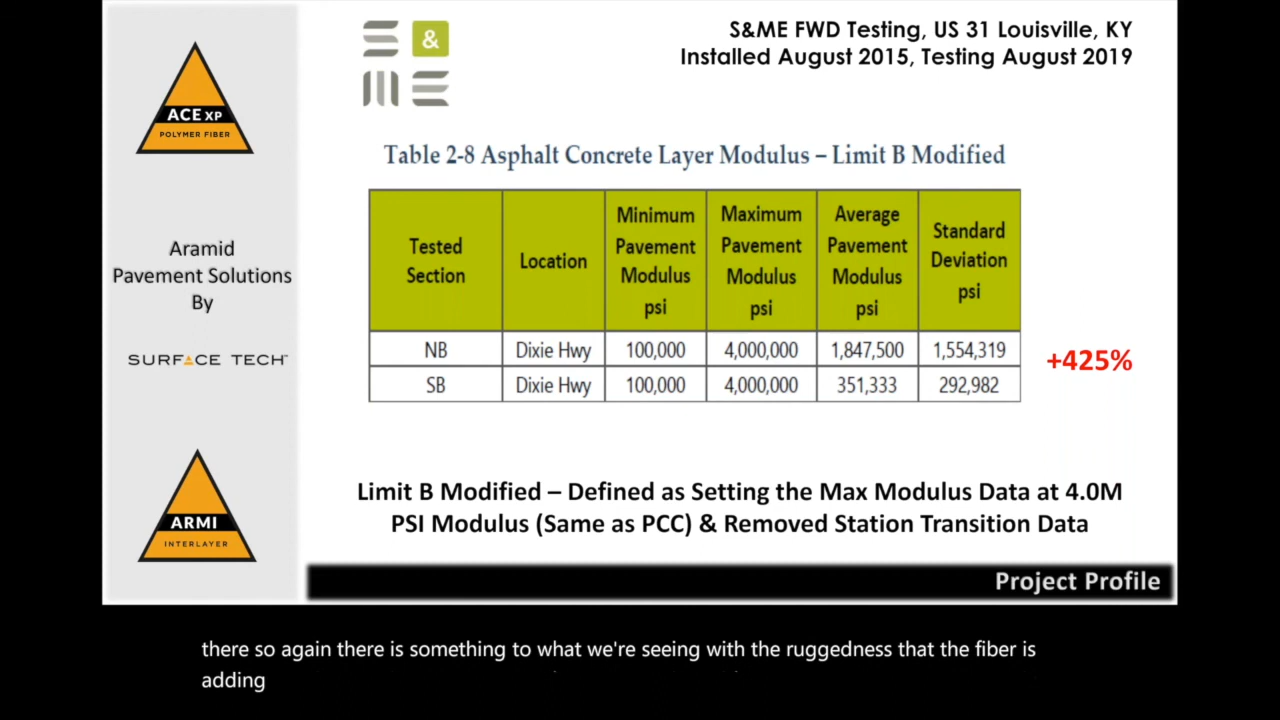 S&ME FWD Testing, US 31 Louisville, KY
Installed August 2015, Testing August 2019
S &
M E
ACE XP
POLYMER FIBER
Aramid
Pavement Solutions
By
SURFACE TECH
ARMI
INTERLAYER
Table 2-8 Asphalt Concrete Layer Modulus – Limit B Modified
Tested Section Location Minimum Pavement Modulus psi Maximum Pavement Modulus psi Average Pavement Modulus psi Standard Deviation psi
NB Dixie Hwy 100,000 4,000,000 1,847,500 1,554,319
SB Dixie Hwy 100,000 4,000,000 351,333 292,982
+425%
Limit B Modified – Defined as Setting the Max Modulus Data at 4.0M
PSI Modulus (Same as PCC) & Removed Station Transition Data
Project Profile
there so again there is something to what we're seeing with the ruggedness that the fiber is
adding